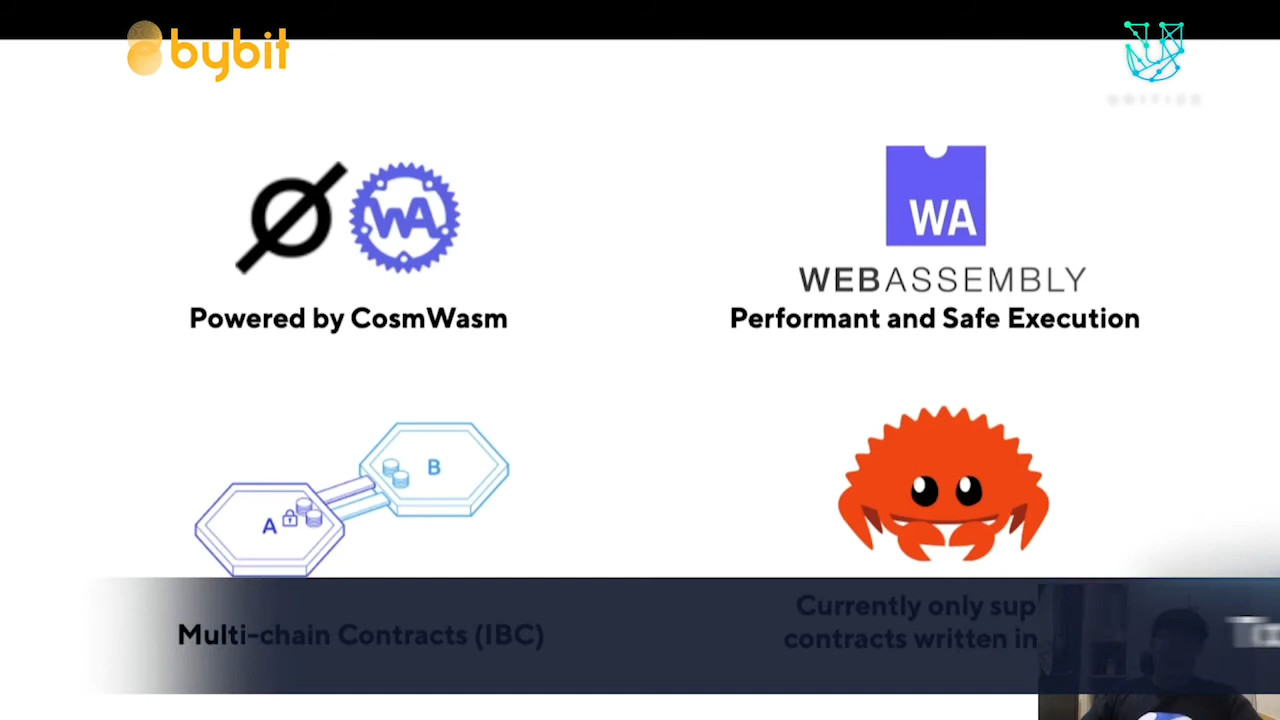 bybit
WA
WA
WEBASSEMBLY
Powered by CosmWasm
Performant and Safe Execution
B
A
Multi-chain Contracts (IBC)
Currently only
contracts written in